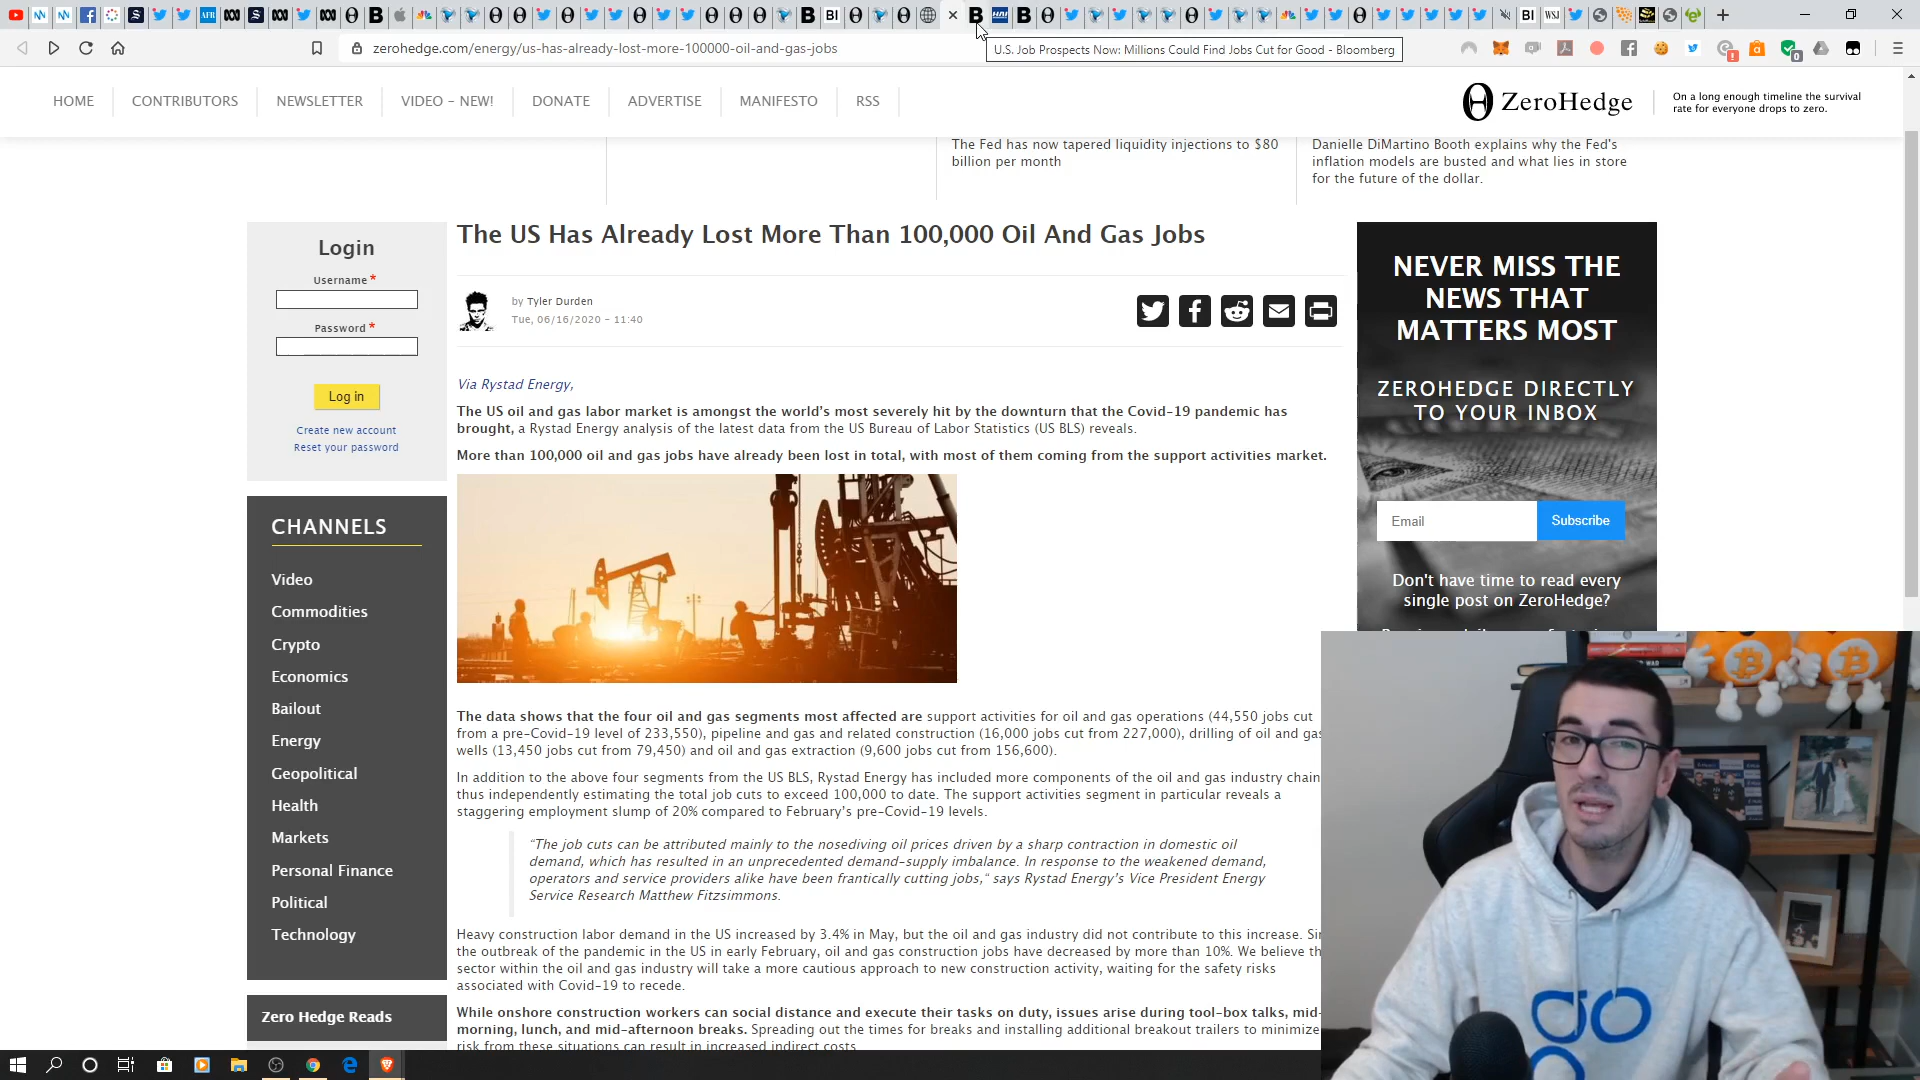 zerohedge.com/energy/us-has-already-lost-more-100000-oil-and-gas-jobs
U.S. Job Prospects Now: Millions Could Find Jobs Cut for Good - Bloomberg
HOME
CONTRIBUTORS
NEWSLETTER
VIDEO - NEW!
DONATE
ADVERTISE
MANIFESTO
RSS
ZeroHedge
On a long enough timeline the survival
rate for everyone drops to zero.
The Fed has now tapered liquidity injections to $80
billion per month
Danielle DiMartino Booth explains why the Fed's
inflation models are busted and what lies in store
for the future of the dollar.
Login
Username *
Password *
Log in
Create new account
Reset your password
CHANNELS
Video
Commodities
Crypto
Economics
Bailout
Energy
Geopolitical
Health
Markets
Personal Finance
Political
Technology
Zero Hedge Reads
The US Has Already Lost More Than 100,000 Oil And Gas Jobs
by Tyler Durden
Tue, 06/16/2020 - 11:40
Via Rystad Energy,
The US oil and gas labor market is amongst the world's most severely hit by the downturn that the Covid-19 pandemic has
brought, a Rystad Energy analysis of the latest data from the US Bureau of Labor Statistics (US BLS) reveals.
More than 100,000 oil and gas jobs have already been lost in total, with most of them coming from the support activities market.
The data shows that the four oil and gas segments most affected are support activities for oil and gas operations (44,550 jobs cut
from a pre-Covid-19 level of 233,550), pipeline and gas and related construction (16,000 jobs cut from 227,000), drilling of oil and gas
wells (13,450 jobs cut from 79,450) and oil and gas extraction (9,600 jobs cut from 156,600).
In addition to the above four segments from the US BLS, Rystad Energy has included more components of the oil and gas industry chain
thus independently estimating the total job cuts to exceed 100,000 to date. The support activities segment in particular reveals a
staggering employment slump of 20% compared to February's pre-Covid-19 levels.
"The job cuts can be attributed mainly to the nosediving oil prices driven by a sharp contraction in domestic oil
demand, which has resulted in an unprecedented demand-supply imbalance. In response to the weakened demand,
operators and service providers alike have been frantically cutting jobs," says Rystad Energy's Vice President Energy
Service Research Matthew Fitzsimmons.
Heavy construction labor demand in the US increased by 3.4% in May, but the oil and gas industry did not contribute to this increase.
the outbreak of the pandemic in the US in early February, oil and gas construction jobs have decreased by more than 10%. We believe
sector within the oil and gas industry will take a more cautious approach to new construction activity, waiting for the safety risks
associated with Covid-19 to recede.
While onshore construction workers can social distance and execute their tasks on duty, issues arise during tool-box talks, mid-
morning, lunch, and mid-afternoon breaks. Spreading out the times for breaks and installing additional breakout trailers to minimize
risk from these situations can result in increased indirect costs
NEVER MISS THE
NEWS THAT
MATTERS MOST
ZEROHEDGE DIRECTLY
TO YOUR INBOX
Email
Subscribe
Don't have time to read every
single post on ZeroHedge?
go